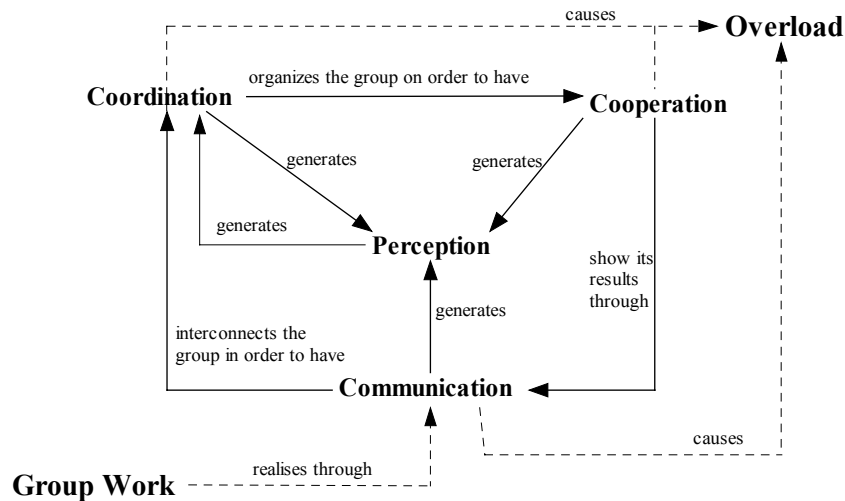 causes
Overload
organizes the group on order to have
Coordination
Cooperation
generates
generates
generates
Perception
show its
results
through
generates
interconnects the
group in order to have
Communication
causes
realises through
Group Work